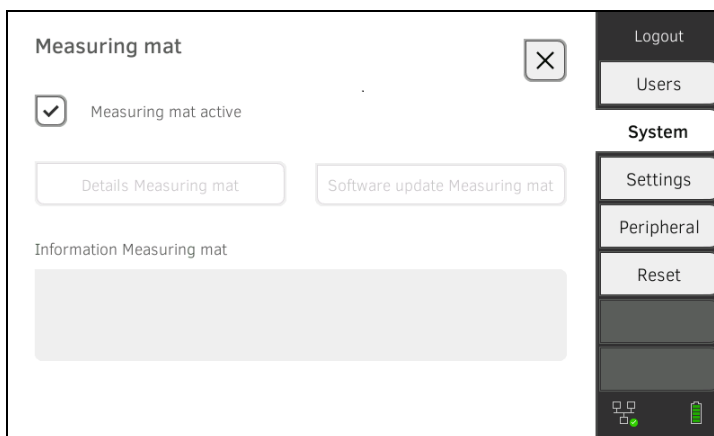 Measuring mat
Measuring mat active
Details Measuring mat
Software update Measuring mat
Information Measuring mat
Logout
Users
System
Settings
Peripheral
Reset